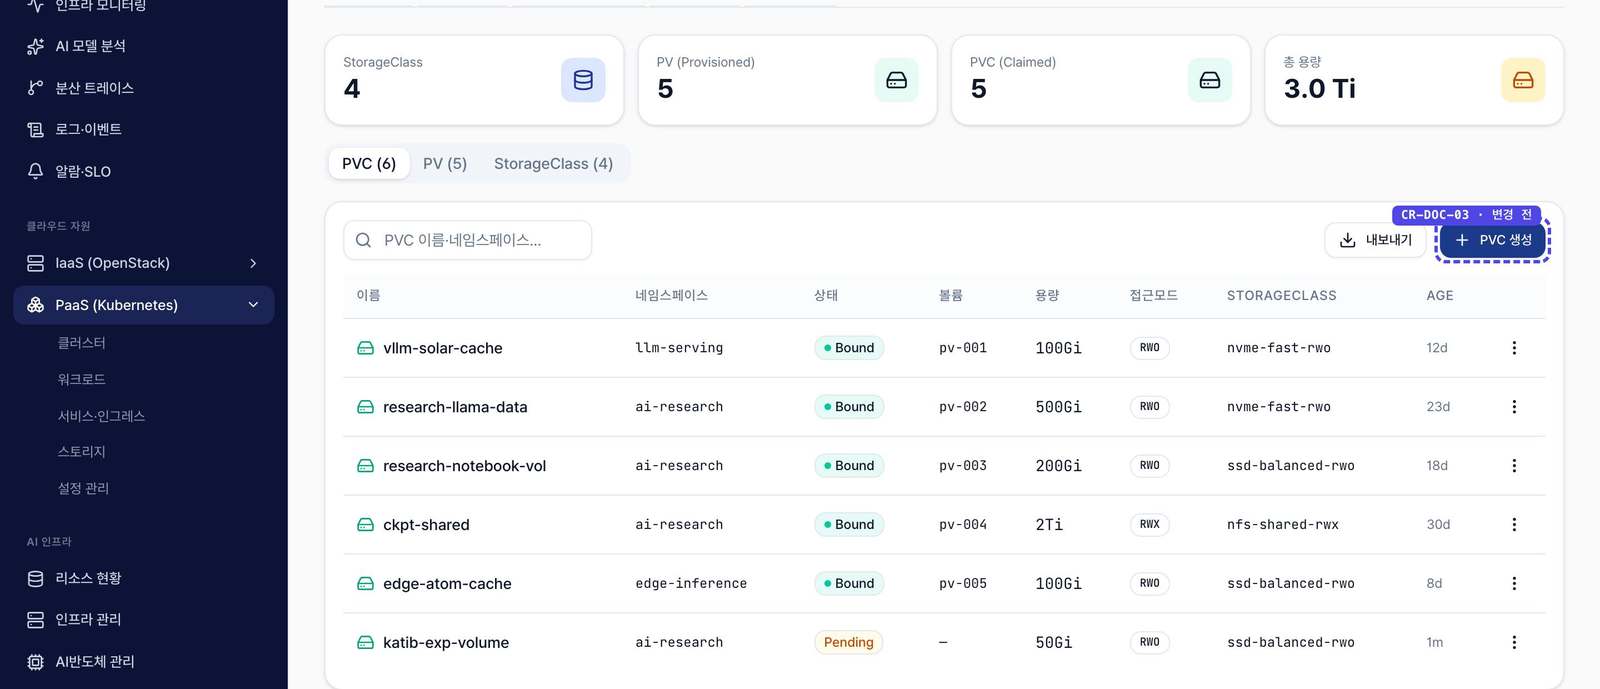 인프라 모니터링
AI 모델 분석
분산 트레이스
로그·이벤트
알람·SLO
클라우드 자원
IaaS (OpenStack)
PaaS (Kubernetes)
클러스터
워크로드
서비스·인그레스
스토리지
설정 관리
AI 인프라
리소스 현황
인프라 관리
AI반도체 관리
StorageClass
4
PV (Provisioned)
5
PVC (Claimed)
5
총 용량
3.0 Ti
PVC (6) PV (5) StorageClass (4)
CR-DOC-03 · 변경 전
PVC 이름·네임스페이스... 내보내기 + PVC 생성
이름 네임스페이스 상태 볼륨 용량 접근모드 STORAGECLASS AGE
vllm-solar-cache llm-serving Bound pv-001 100Gi RWO nvme-fast-rwo 12d
research-llama-data ai-research Bound pv-002 500Gi RWO nvme-fast-rwo 23d
research-notebook-vol ai-research Bound pv-003 200Gi RWO ssd-balanced-rwo 18d
ckpt-shared ai-research Bound pv-004 2Ti RWX nfs-shared-rwx 30d
edge-atom-cache edge-inference Bound pv-005 100Gi RWO ssd-balanced-rwo 8d
katib-exp-volume ai-research Pending — 50Gi RWO ssd-balanced-rwo 1m